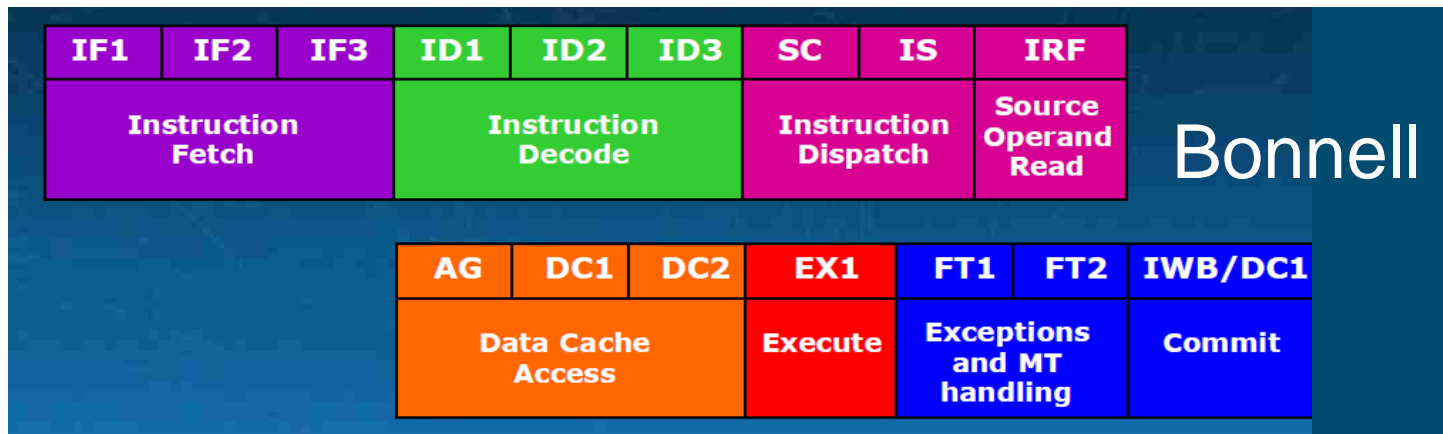 IF1 IF2 IF3 ID1 ID2 ID3 SC IS IRF
Instruction Fetch
Instruction Decode
Instruction Dispatch
Source Operand Read
Bonnell
AG DC1 DC2 EX1 FT1 FT2 IWB/DC1
Data Cache Access
Execute
Exceptions and MT handling
Commit